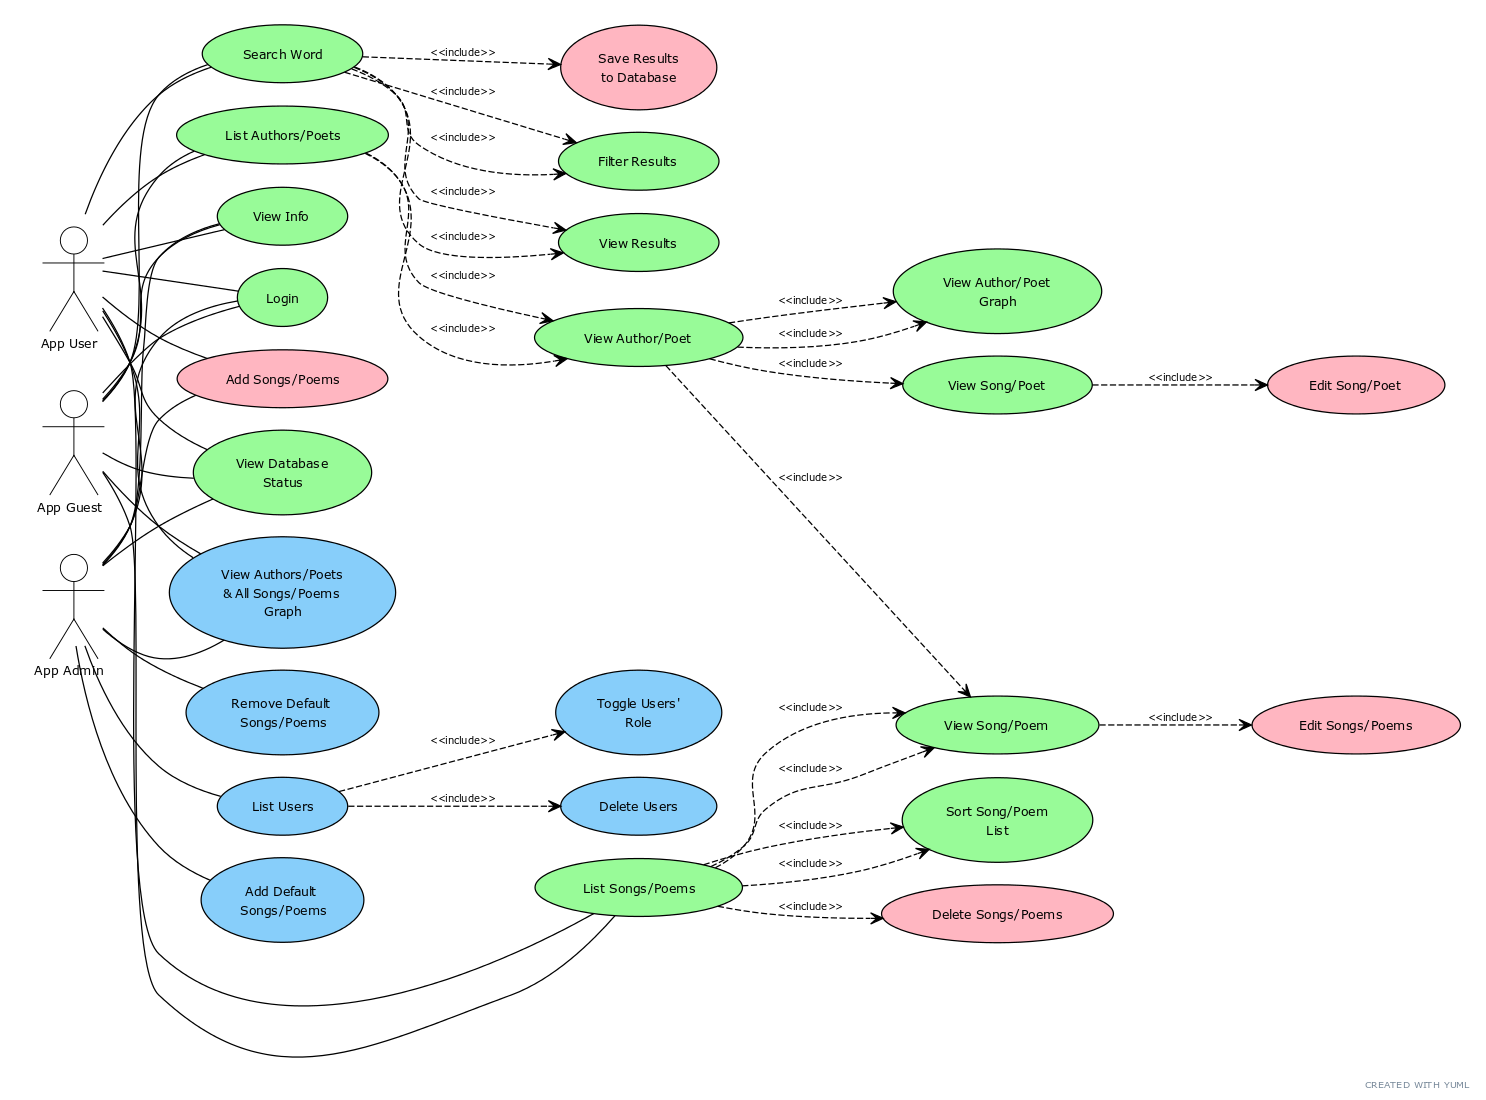 Search Word
<<include>>
Save Results
to Database
<<include>>
List Authors/Poets
<<include>>
Filter Results
<<include>>
View Info
<<include>>
View Results
<<include>>
Login
<<include>>
App User
View Author/Poet
<<include>>
<<include>>
<<include>>
View Author/Poet
Graph
Add Songs/Poems
View Song/Poet
<<include>>
Edit Song/Poet
View Database
Status
<<include>>
App Guest
View Authors/Poets
& All Songs/Poems
Graph
App Admin
Remove Default
Songs/Poems
Toggle Users'
Role
<<include>>
List Users
<<include>>
Delete Users
<<include>>
<<include>>
View Song/Poem
<<include>>
Edit Songs/Poems
<<include>>
Sort Song/Poem
List
<<include>>
Add Default
Songs/Poems
List Songs/Poems
<<include>>
Delete Songs/Poems
CREATED WITH YUML